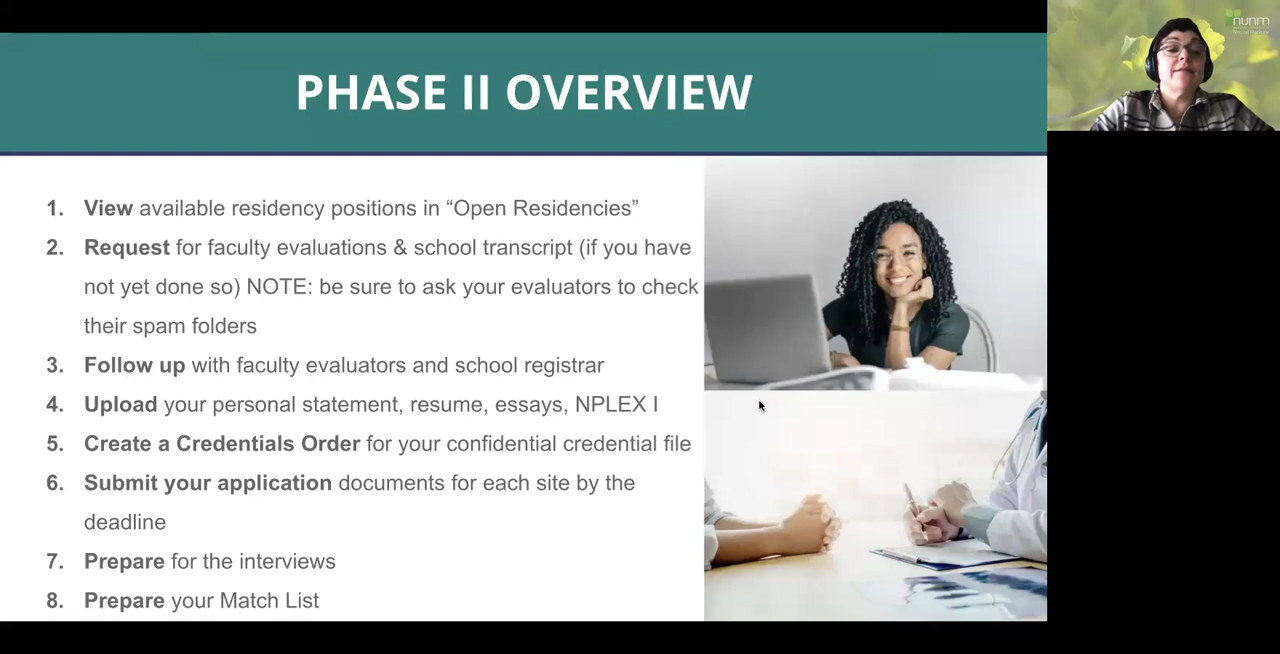 PHASE II OVERVIEW
nunm
1. View available residency positions in “Open Residencies”
2. Request for faculty evaluations & school transcript (if you have
not yet done so) NOTE: be sure to ask your evaluators to check
their spam folders
3. Follow up with faculty evaluators and school registrar
4. Upload your personal statement, resume, essays, NPLEX I
5. Create a Credentials Order for your confidential credential file
6. Submit your application documents for each site by the
deadline
7. Prepare for the interviews
8. Prepare your Match List